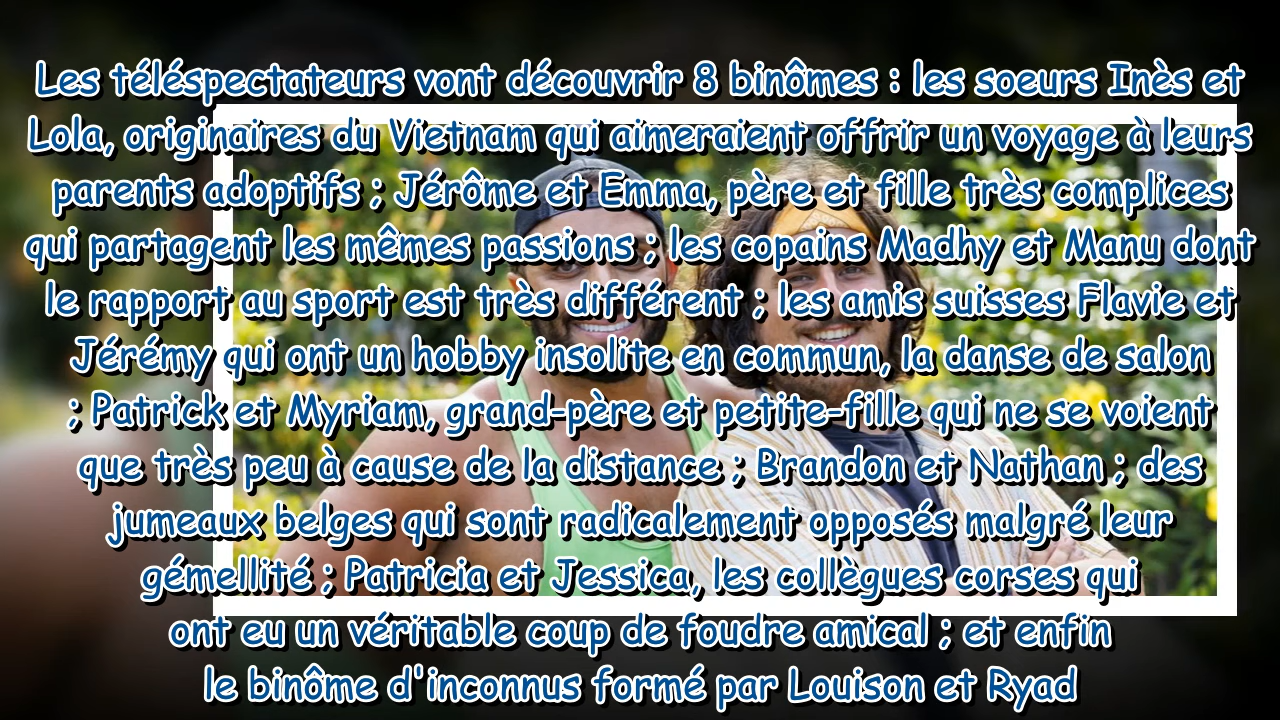 Les téléspectateurs vont découvrir 8 binômes : les soeurs Inès et
Lola, originaires du Vietnam qui aimeraient offrir un voyage à leurs
parents adoptifs ; Jérôme et Emma, père et fille très complices
qui partagent les mêmes passions ; les copains Madhy et Manu dont
le rapport au sport est très différent ; les amis suisses Flavie et
Jérémy qui ont un hobby insolite en commun, la danse de salon
; Patrick et Myriam, grand-père et petite-fille qui ne se voient
que très peu à cause de la distance ; Brandon et Nathan ; des
jumeaux belges qui sont radicalement opposés malgré leur
gémellité ; Patricia et Jessica, les collègues corses qui
ont eu un véritable coup de foudre amical ; et enfin
le binôme d'inconnus formé par Louison et Ryad